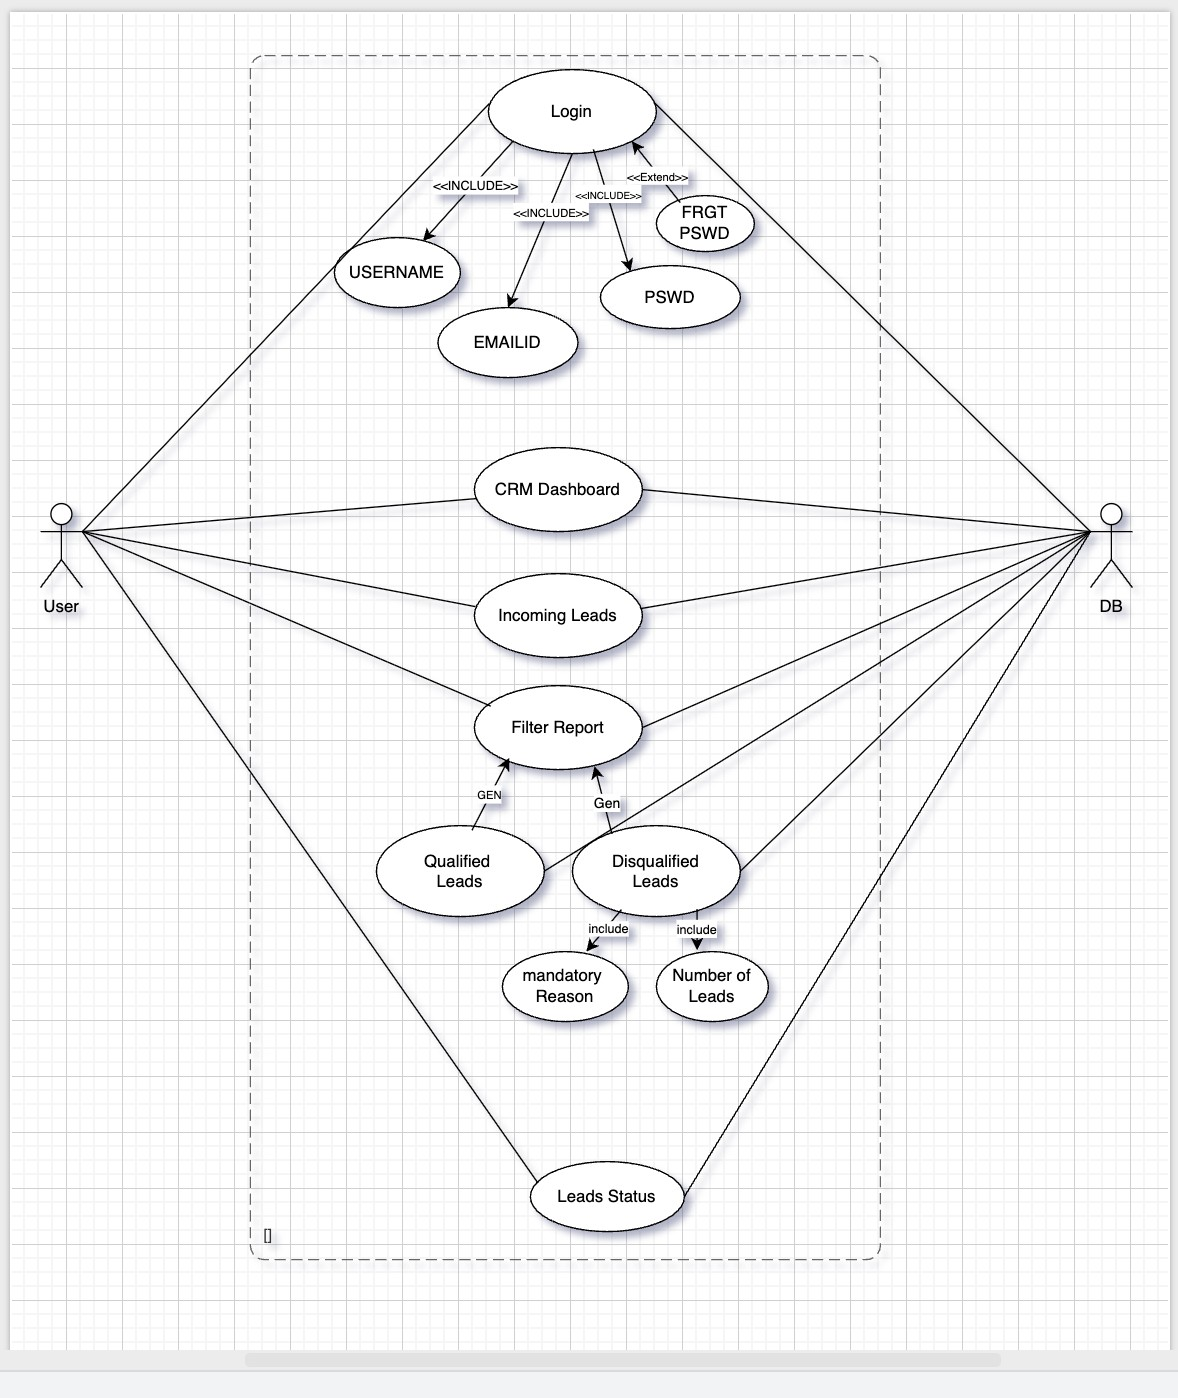 Login
<<INCLUDE>>
<<Extend>>
<<INCLUDE>>
<<INCLUDE>>
FRGT
PSWD
USERNAME
PSWD
EMAILID
CRM Dashboard
User
DB
Incoming Leads
Filter Report
GEN
Gen
Qualified
Leads
Disqualified
Leads
include
include
mandatory
Reason
Number of
Leads
Leads Status
[]